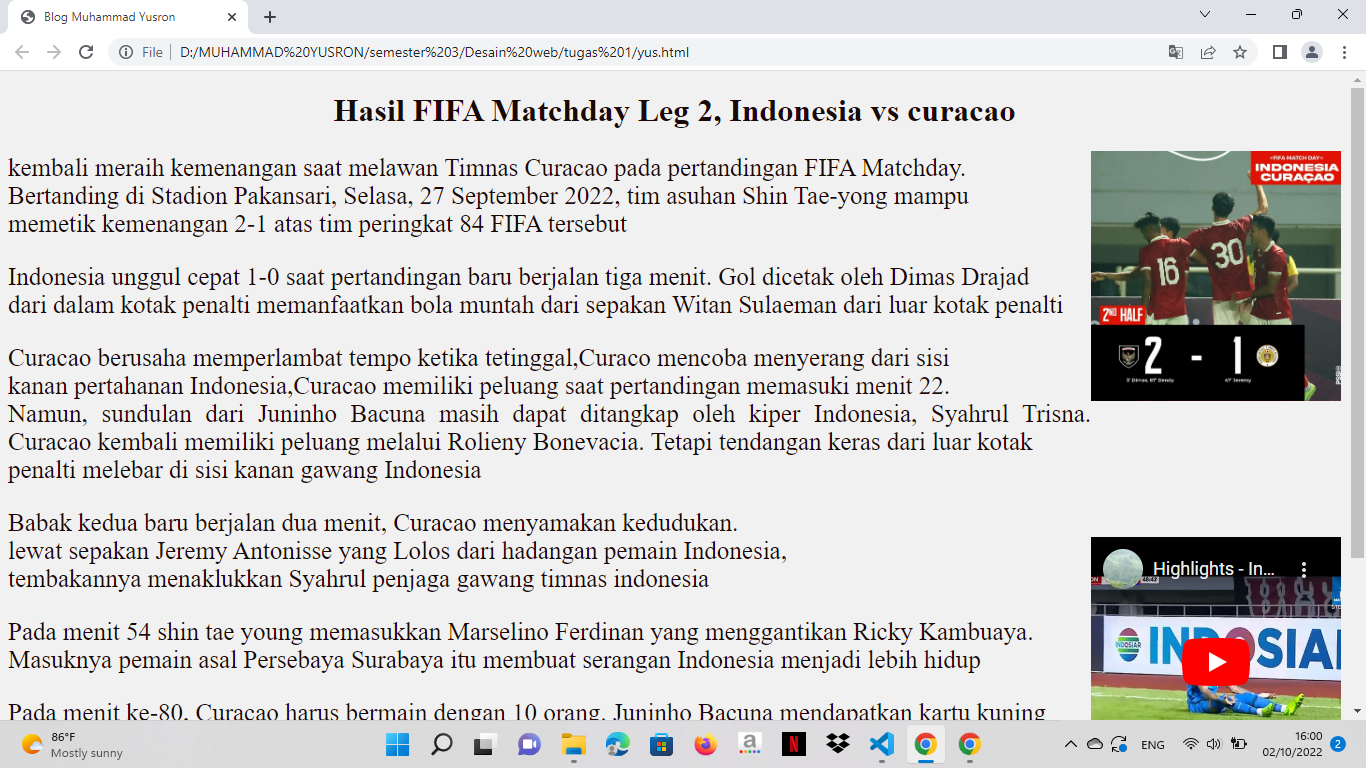 Blog Muhammad Yusron
File
D:/MUHAMMAD%20YUSRON/semester%203/Desain%20web/tugas%201/yus.html
Hasil FIFA Matchday Leg 2, Indonesia vs curacao
kembali meraih kemenangan saat melawan Timnas Curacao pada pertandingan FIFA Matchday.
Bertanding di Stadion Pakansari, Selasa, 27 September 2022, tim asuhan Shin Tae-yong mampu
memetik kemenangan 2-1 atas tim peringkat 84 FIFA tersebut
Indonesia unggul cepat 1-0 saat pertandingan baru berjalan tiga menit. Gol dicetak oleh Dimas Drajad
dari dalam kotak penalti memanfaatkan bola muntah dari sepakan Witan Sulaeman dari luar kotak penalti
Curacao berusaha memperlambat tempo ketika tetinggal,Curaco mencoba menyerang dari sisi
kanan pertahanan Indonesia,Curacao memiliki peluang saat pertandingan memasuki menit 22.
Namun, sundulan dari Juninho Bacuna masih dapat ditangkap oleh kiper Indonesia, Syahrul Trisna.
Curacao kembali memiliki peluang melalui Rolieny Bonevacia. Tetapi tendangan keras dari luar kotak
penalti melebar di sisi kanan gawang Indonesia
Babak kedua baru berjalan dua menit, Curacao menyamakan kedudukan.
lewat sepakan Jeremy Antonisse yang Lolos dari hadangan pemain Indonesia,
tembakannya menaklukkan Syahrul penjaga gawang timnas indonesia
Pada menit 54 shin tae young memasukkan Marselino Ferdinan yang menggantikan Ricky Kambuaya.
Masuknya pemain asal Persebaya Surabaya itu membuat serangan Indonesia menjadi lebih hidup
Pada menit ke-80, Curacao harus bermain dengan 10 orang. Juninho Bacuna mendapatkan kartu kuning
•FIFA MATCH DAY•
INDONESIA
CURAÇAO
16
30
2ND HALF
2 - 1
3' Dimas, 87' Dendy
47' Jeremy
PSSI
Highlights - In...
INDOSIAR
INDOSIAR
86°F
Mostly sunny
a
N
ENG
16:00
02/10/2022
2